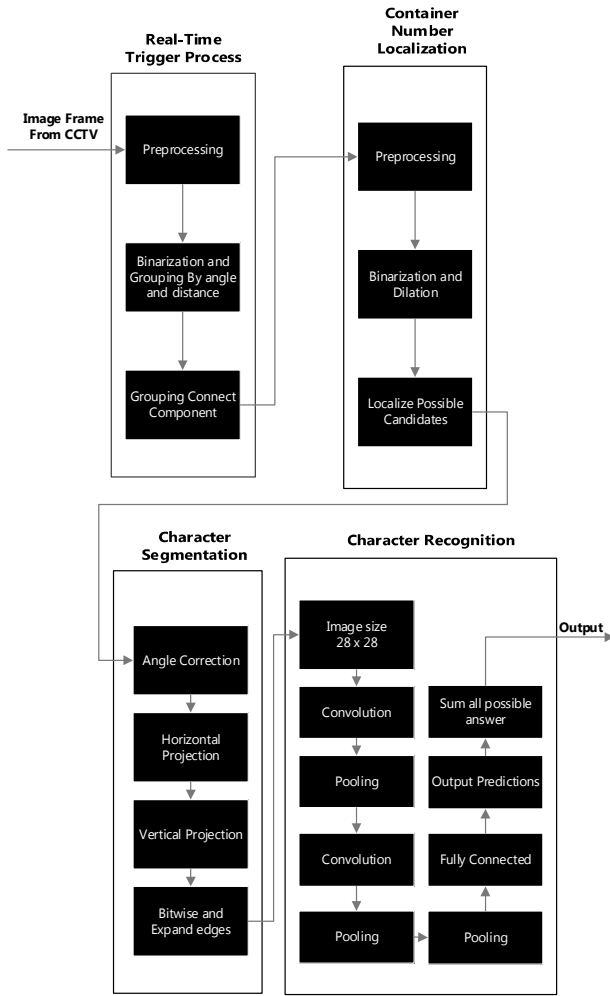 Real-Time
Trigger Process
Image Frame
From CCTV
Preprocessing
Binarization and
Grouping By angle
and distance
Grouping Connect
Component
Container
Number
Localization
Preprocessing
Binarization and
Dilation
Localize Possible
Candidates
Character
Segmentation
Angle Correction
Horizontal
Projection
Vertical Projection
Bitwise and
Expand edges
Character Recognition
Image size
28 x 28
Convolution
Pooling
Convolution
Pooling
Pooling
Fully Connected
Output Predictions
Sum all possible
answer
Output